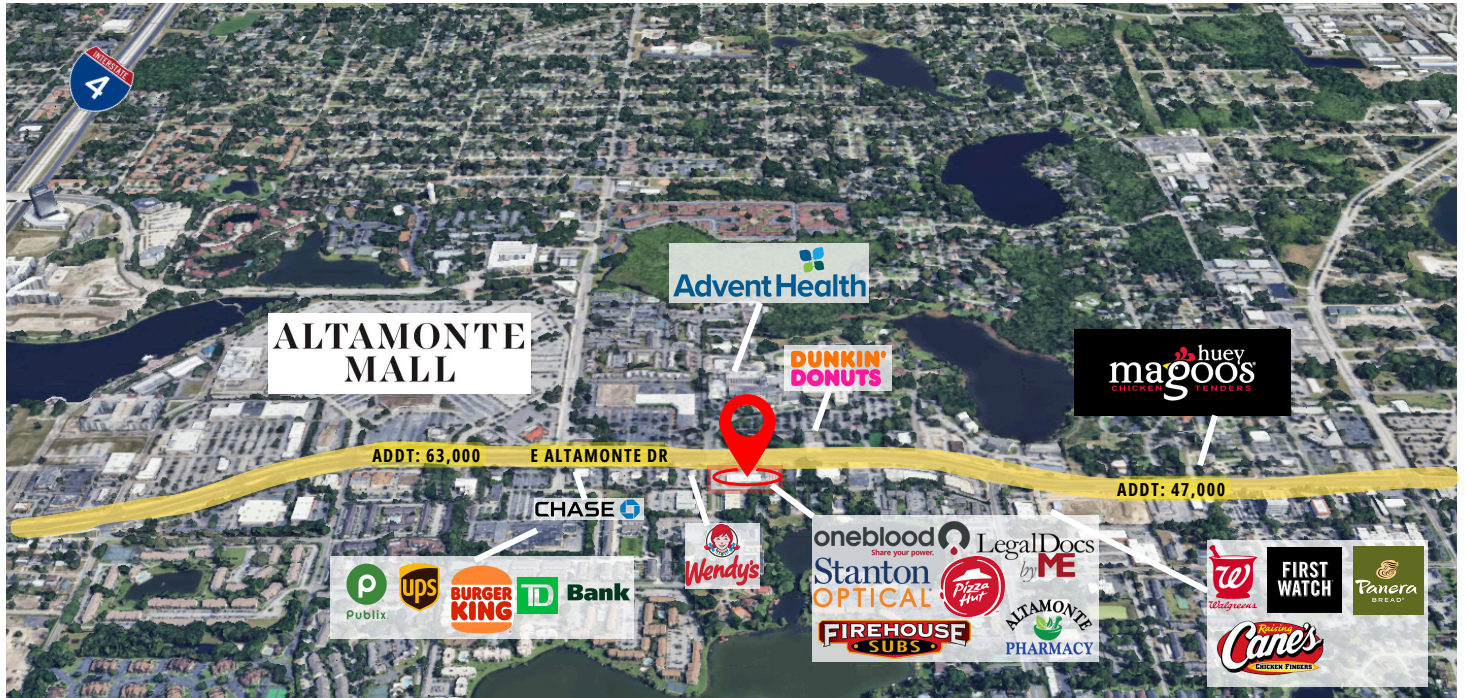 INTERSTATE
4
AdventHealth
ALTAMONTE
MALL
DUNKIN'
DONUTS
huey
magoos
CHICKEN TENDERS
ADDT: 63,000
E ALTAMONTE DR
ADDT: 47,000
CHASE
Wendy's
Publix
ups
BURGER
KING
TD Bank
oneblood
Share your power.
LegalDocs
by ME
Stanton
OPTICAL
Pizza
Hut
FIREHOUSE
SUBS
ALTAMONTE
PHARMACY
W
Walgreens
FIRST
WATCH
Panera
BREAD®
Raising
Cane's
CHICKEN FINGERS